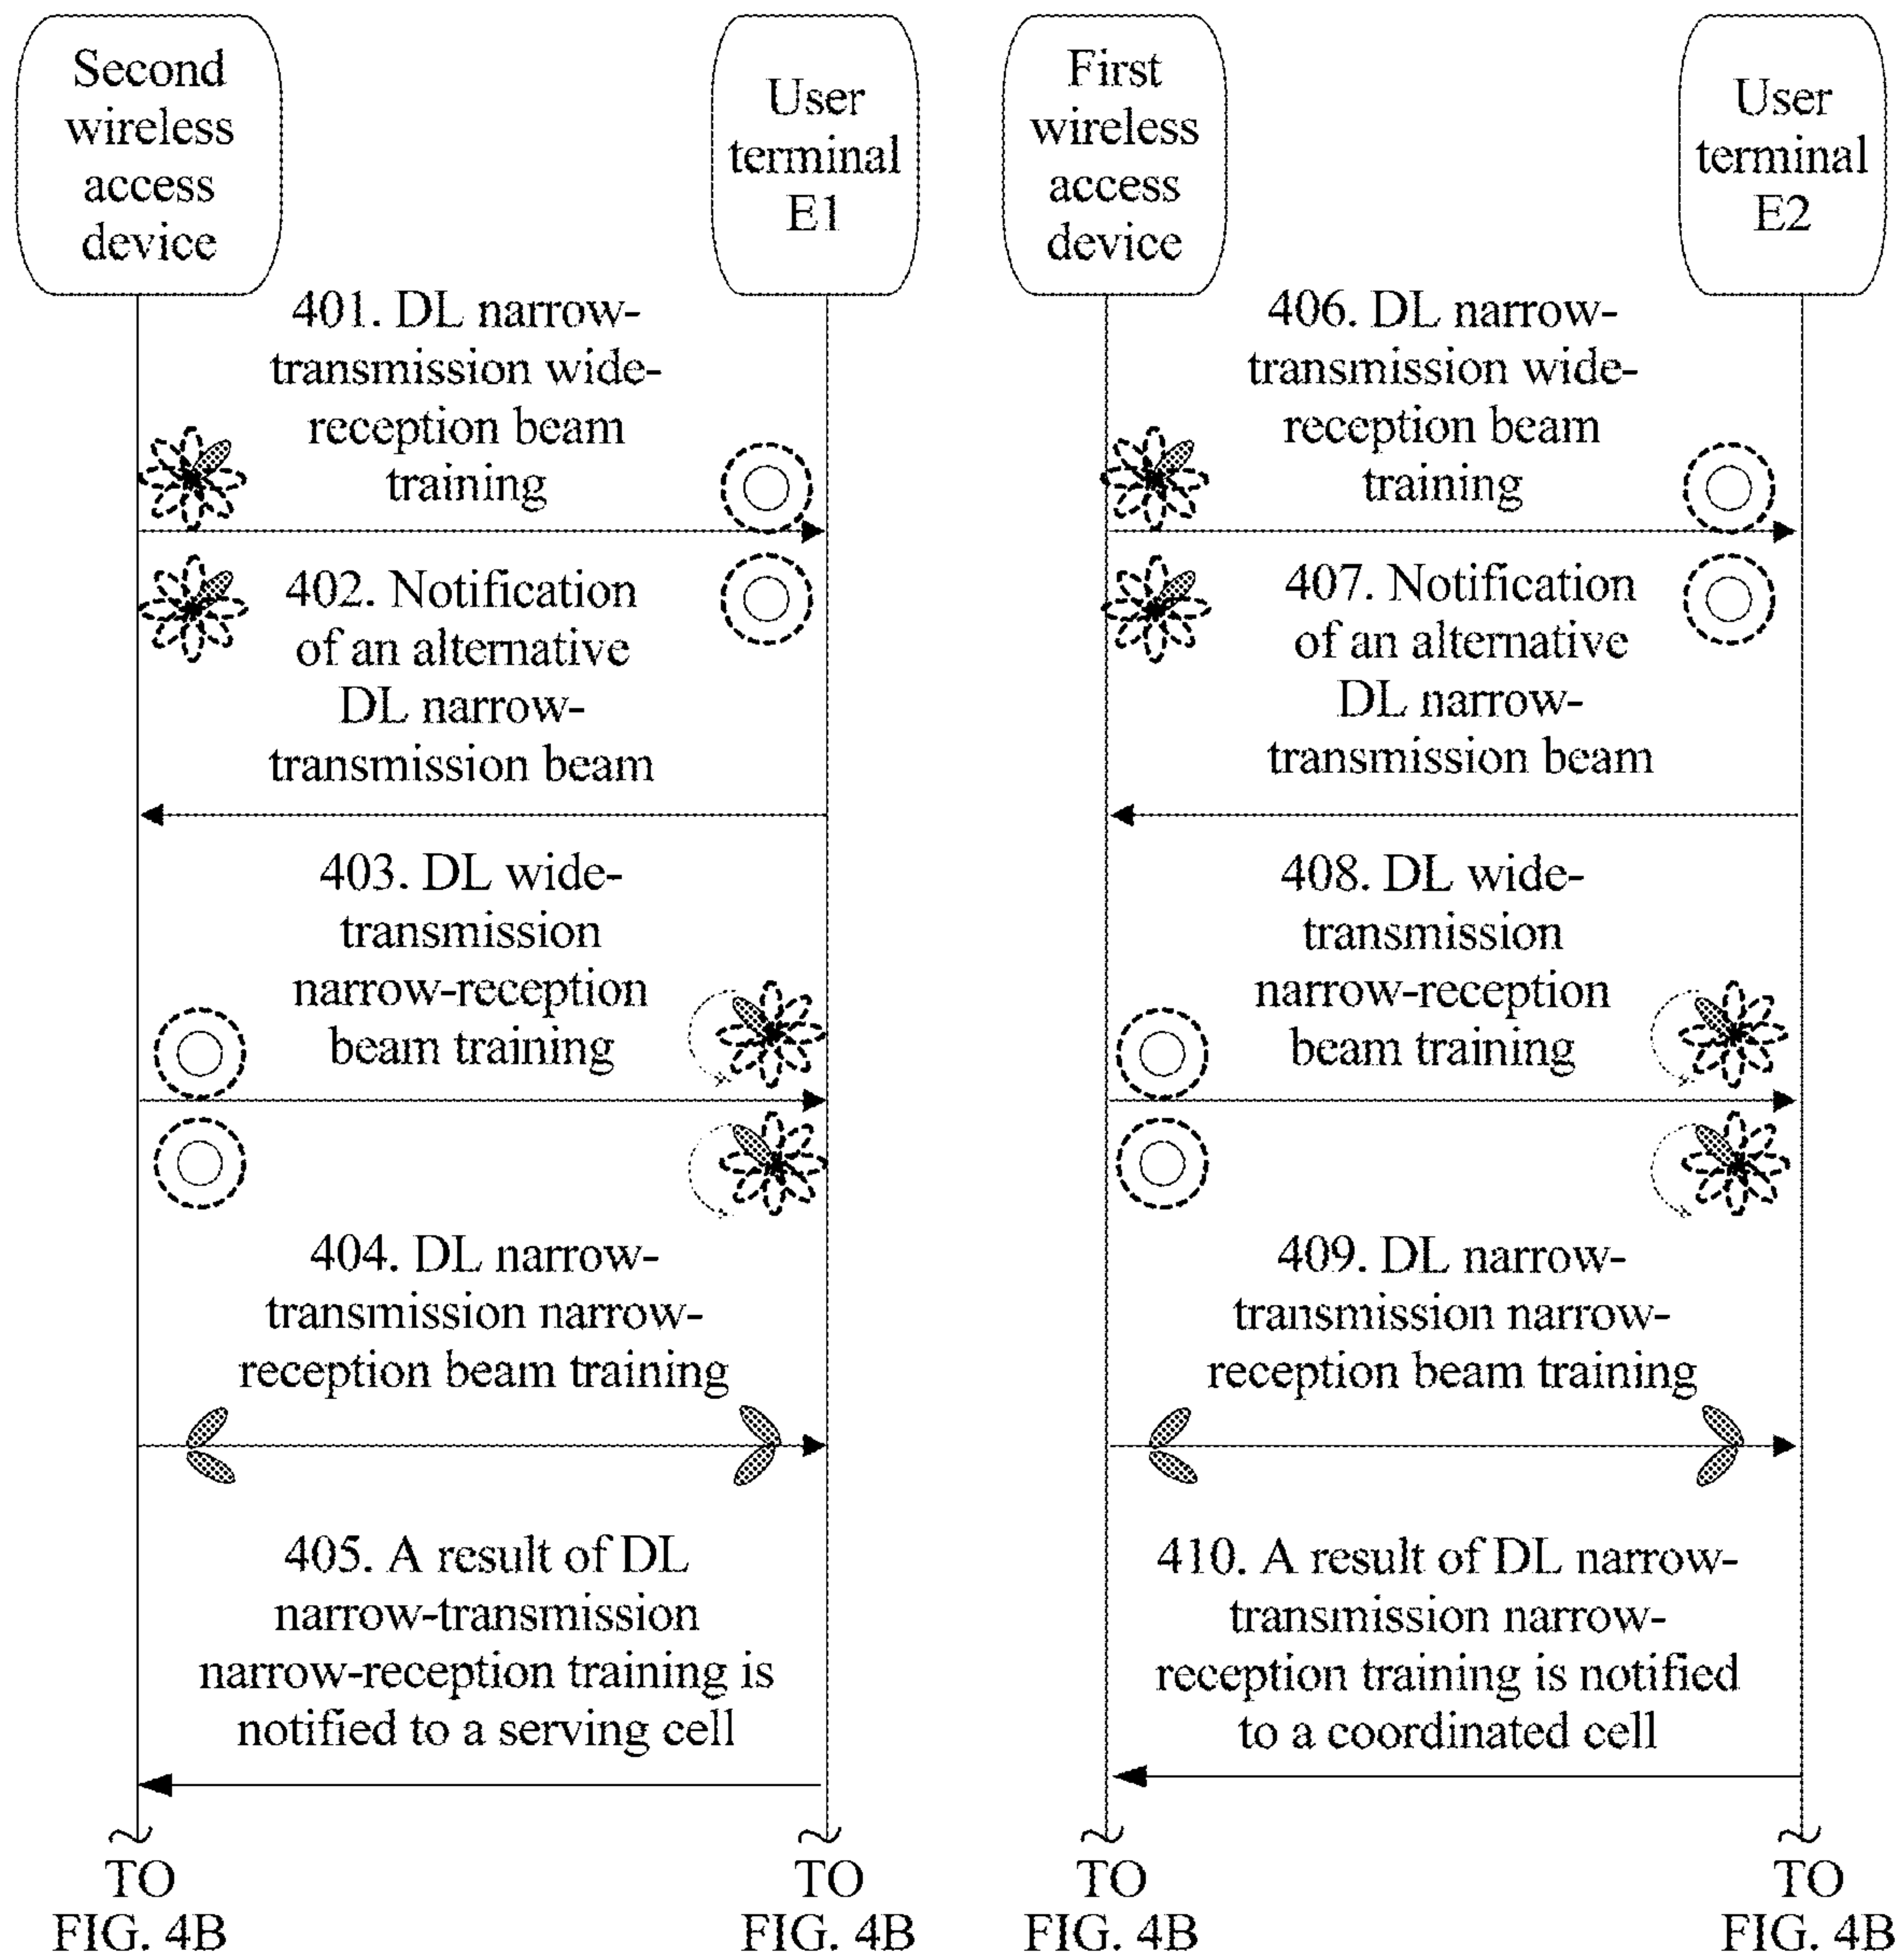 Second
wireless
access
device
User
terminal
E1
First
wireless
access
device
User
terminal
E2
401. DL narrow-
transmission wide-
reception beam
training
402. Notification
of an alternative
DL narrow-
transmission beam
403. DL wide-
transmission
narrow-reception
beam training
404. DL narrow-
transmission narrow-
reception beam training
405. A result of DL
narrow-transmission
narrow-reception training is
notified to a serving cell
406. DL narrow-
transmission wide-
reception beam
training
407. Notification
of an alternative
DL narrow-
transmission beam
408. DL wide-
transmission
narrow-reception
beam training
409. DL narrow-
transmission narrow-
reception beam training
410. A result of DL narrow-
transmission narrow-
reception training is notified
to a coordinated cell
TO
FIG. 4B
TO
FIG. 4B
TO
FIG. 4B
TO
FIG. 4B